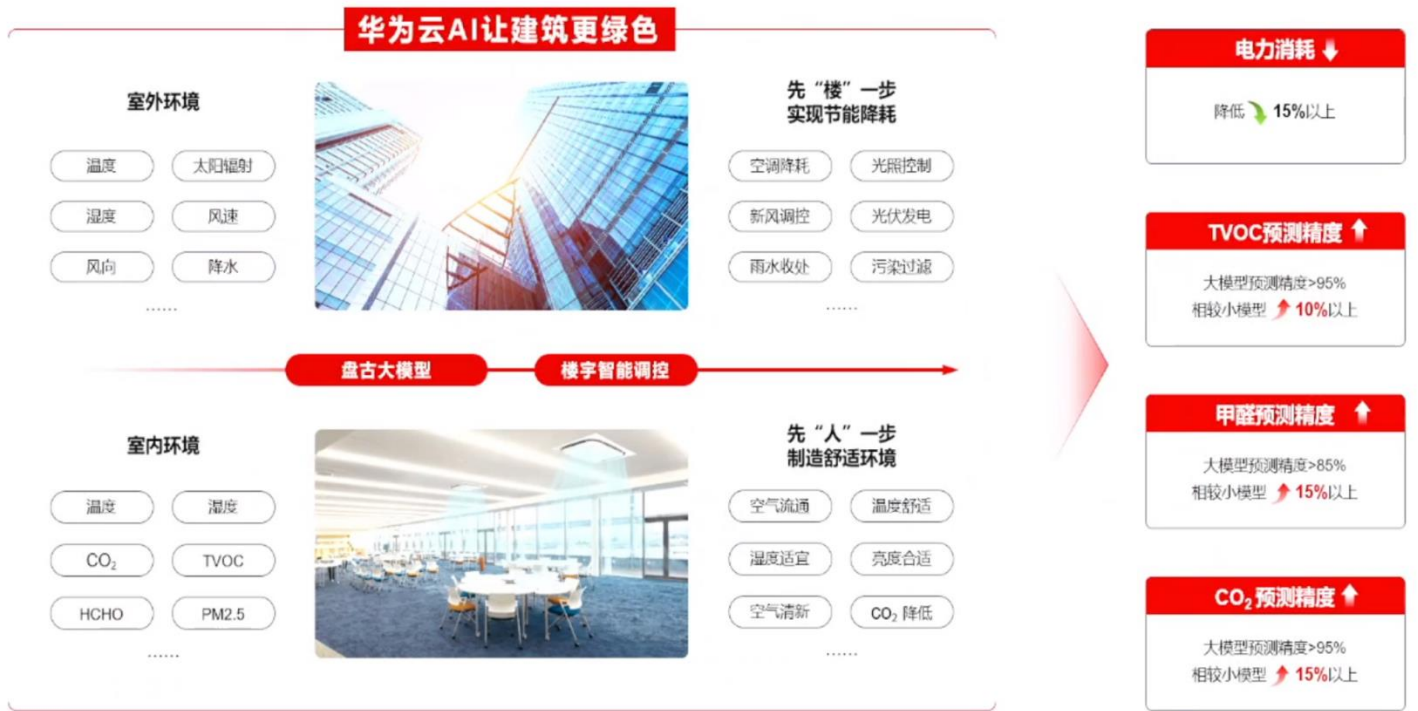 华为云AI让建筑更绿色
室外环境
温度
太阳辐射
湿度
风速
风向
降水
......
先“楼”一步
实现节能降耗
空调降耗
光照控制
新风调控
光伏发电
雨水收处
污染过滤
......
盘古大模型
楼宇智能调控
室内环境
温度
湿度
CO₂
TVOC
HCHO
PM2.5
......
先“人”一步
制造舒适环境
空气流通
温度舒适
湿度适宜
亮度合适
空气清新
CO₂ 降低
......
电力消耗
降低 15%以上
TVOC预测精度
大模型预测精度>95%
相较小模型 10%以上
甲醛预测精度
大模型预测精度>85%
相较小模型 15%以上
CO₂预测精度
大模型预测精度>95%
相较小模型 15%以上